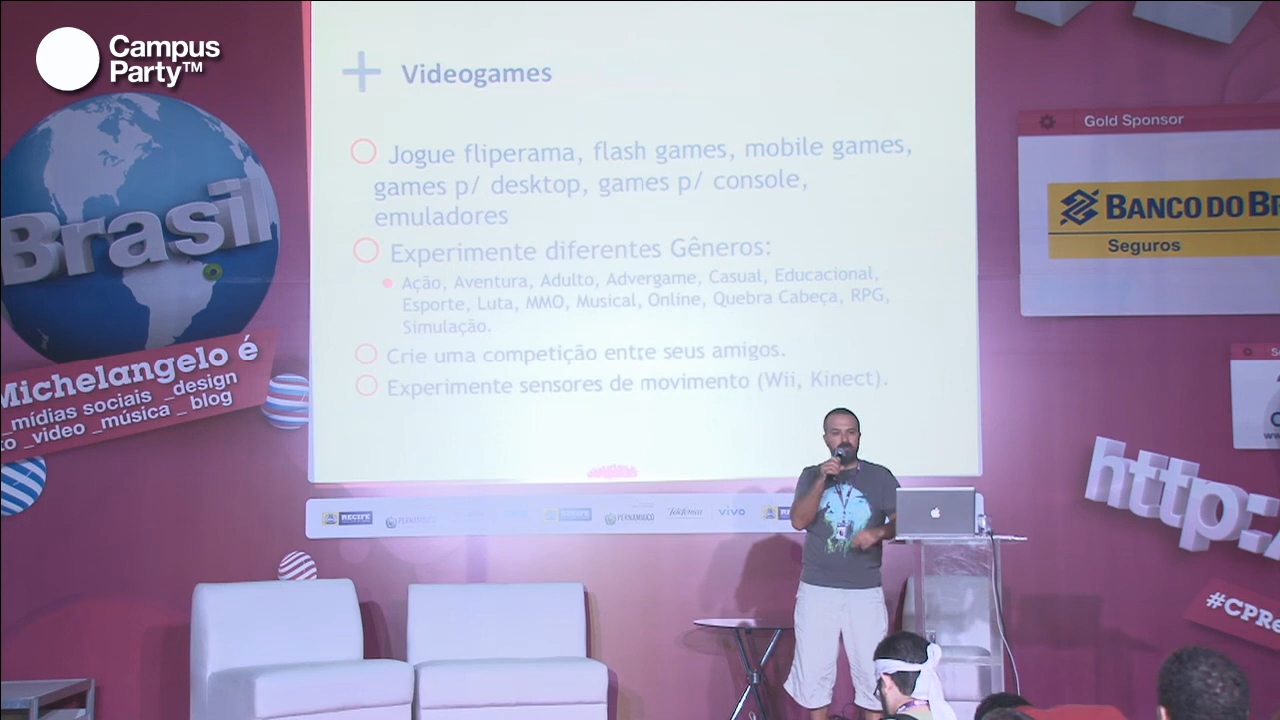 Campus
Party™
Brasil
Michelangelo é
_mídias sociais _design
_video _música _ blog
+ Videogames
Jogue fliperama, flash games, mobile games,
games p/ desktop, games p/ console,
emuladores
Experimente diferentes Gêneros:
Ação, Aventura, Adulto, Advergame, Casual, Educacional,
Esporte, Luta, MMO, Musical, Online, Quebra Cabeça, RPG,
Simulação.
Crie uma competição entre seus amigos.
Experimente sensores de movimento (Wii, Kinect).
RECIFE PERNAMBUCO RECIFE PERNAMBUCO Telefónica vivo
Gold Sponsor
BANCO DO BR
Seguros
http:
#CPRe